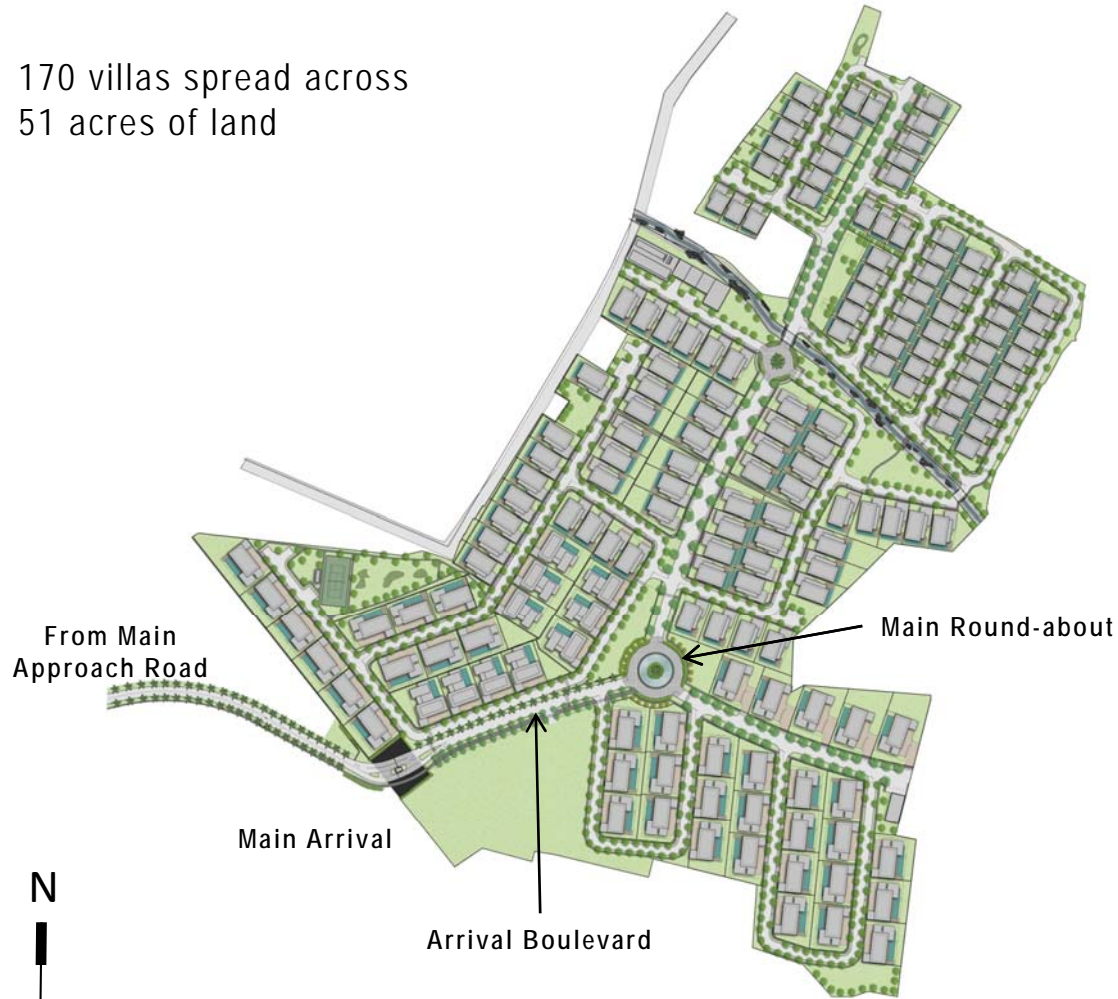 170 villas spread across
51 acres of land
From Main
Approach Road
Main Round-about
Main Arrival
Arrival Boulevard
N